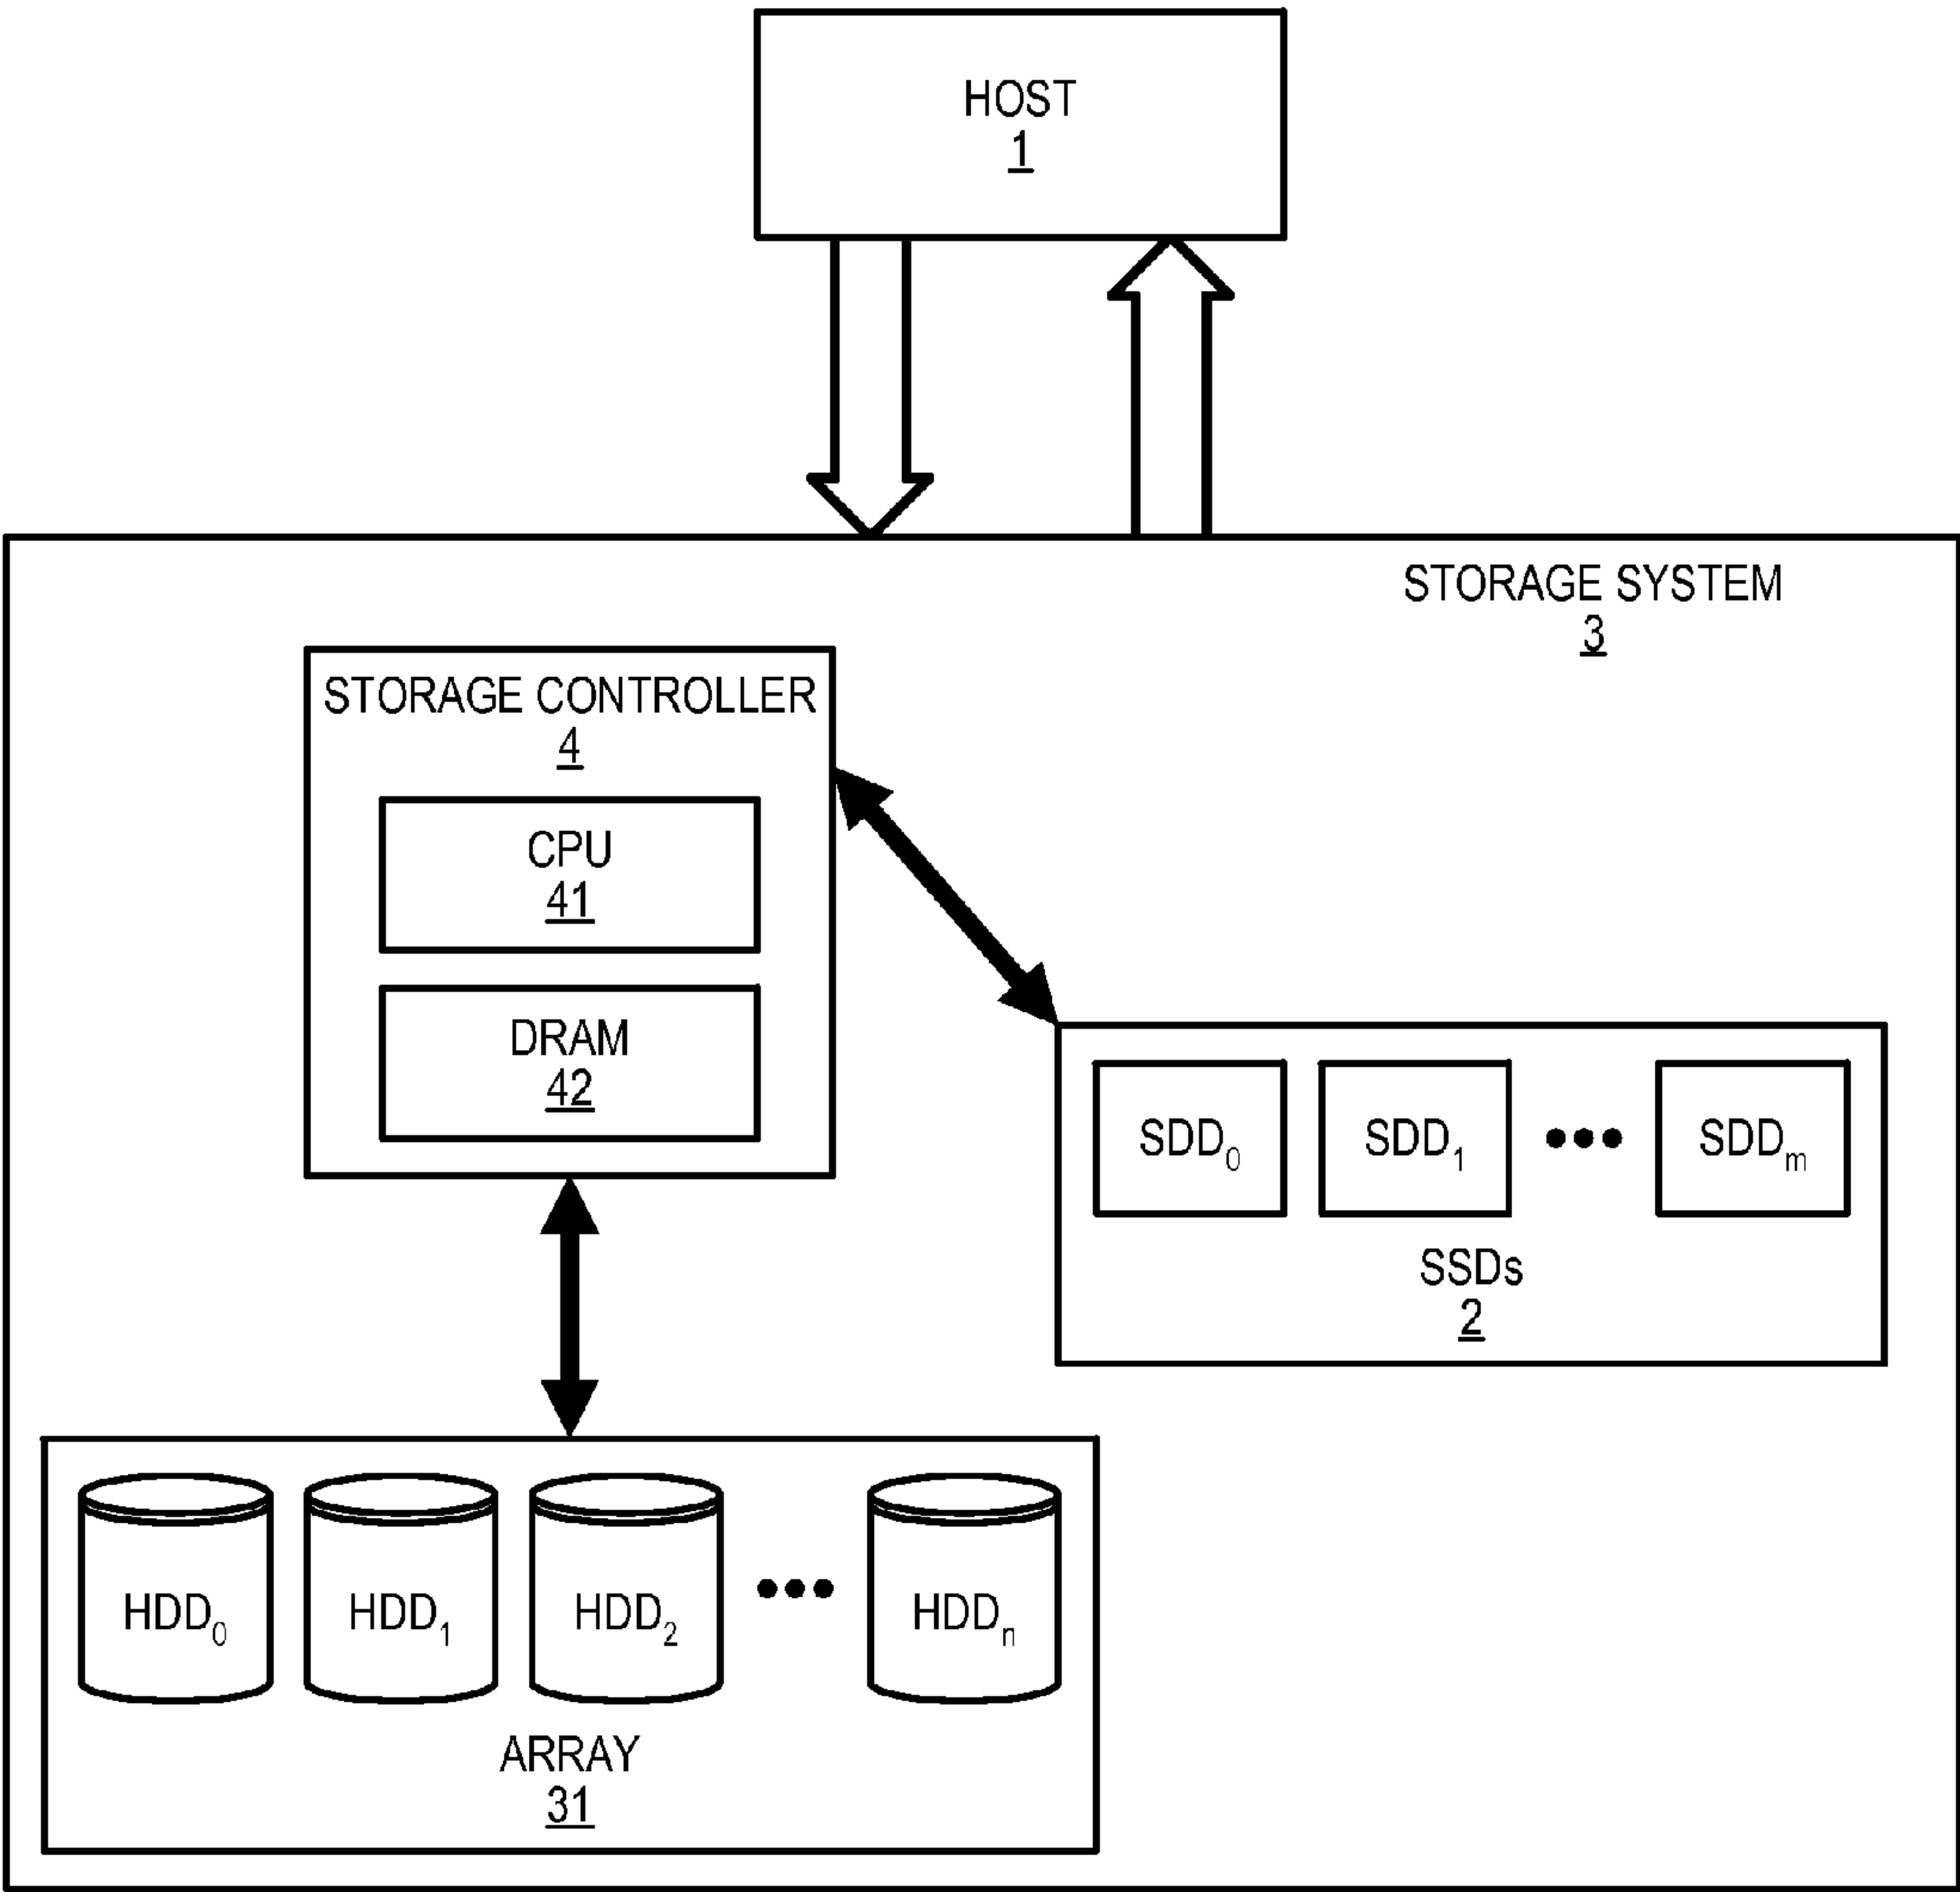 HOST
1
STORAGE SYSTEM
3
STORAGE CONTROLLER
4
CPU
41
DRAM
42
SDD0 SDD1 ••• SDDm
SSDs
2
HDD0 HDD1 HDD2 ••• HDDn
ARRAY
31